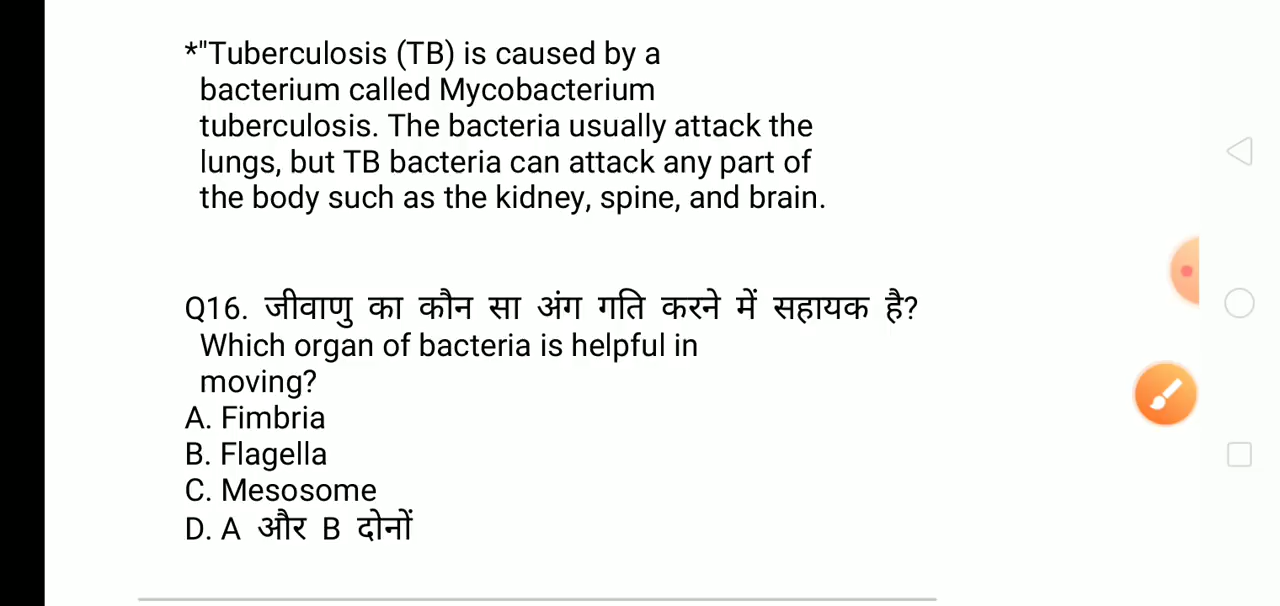 *"Tuberculosis (TB) is caused by a
bacterium called Mycobacterium
tuberculosis. The bacteria usually attack the
lungs, but TB bacteria can attack any part of
the body such as the kidney, spine, and brain.
Q16. जीवाणु का कौन सा अंग गति करने में सहायक है?
Which organ of bacteria is helpful in
moving?
A. Fimbria
B. Flagella
C. Mesosome
D. A और B दोनों